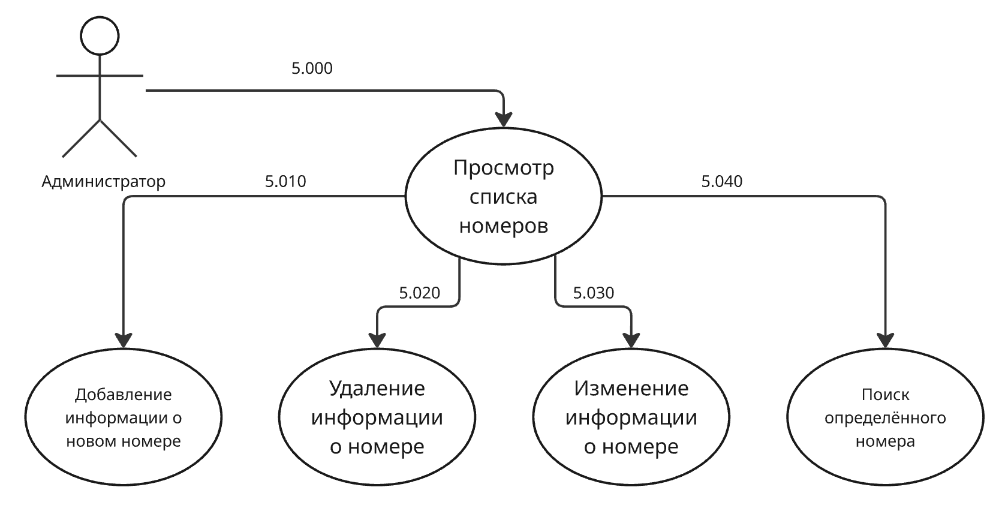 5.000
Администратор
5.010
Просмотр
списка
номеров
5.040
5.020
5.030
Добавление
информации о
новом номере
Удаление
информации
о номере
Изменение
информации
о номере
Поиск
определённого
номера